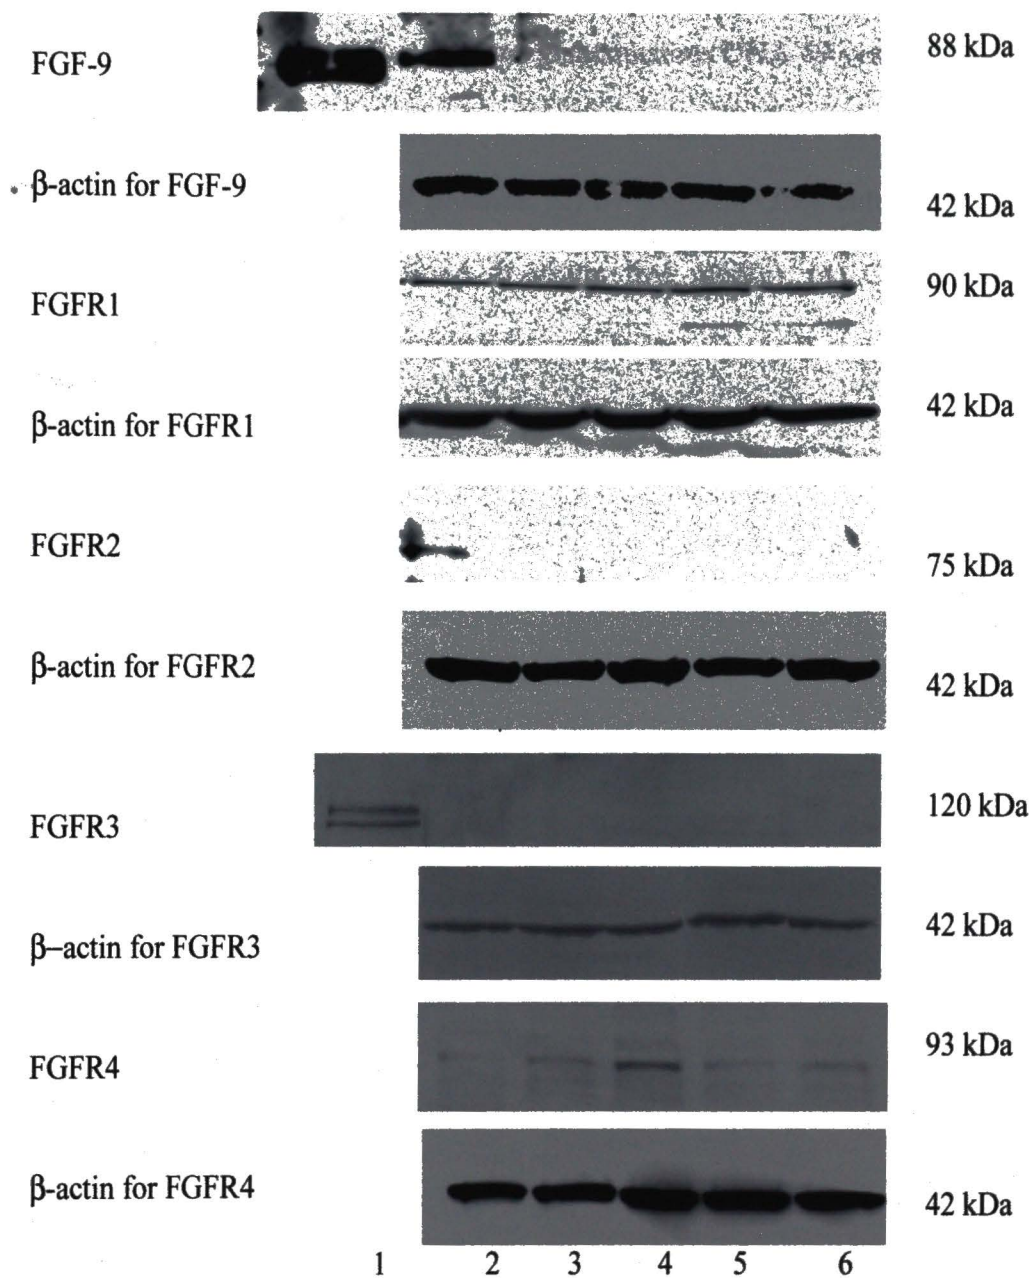 FGF-9 88 kDa
β-actin for FGF-9 42 kDa
FGFR1 90 kDa
β-actin for FGFR1 42 kDa
FGFR2 75 kDa
β-actin for FGFR2 42 kDa
FGFR3 120 kDa
β–actin for FGFR3 42 kDa
FGFR4 93 kDa
β-actin for FGFR4 42 kDa
1 2 3 4 5 6